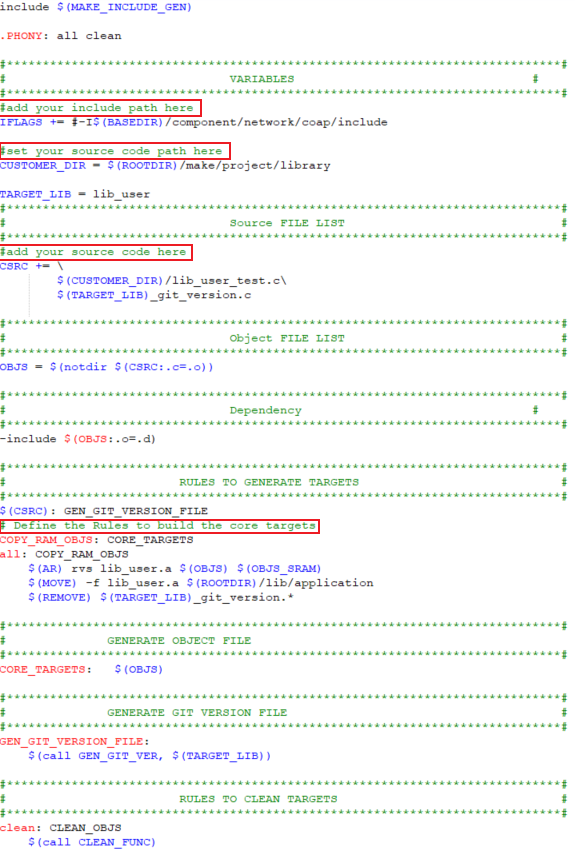 include $(MAKE_INCLUDE_GEN)
.PHONY: all clean
#*****************************************************************************#
# VARIABLES #
#*****************************************************************************#
#add your include path here
IFLAGS += #-I$(BASEDIR)/component/network/coap/include
#set your source code path here
CUSTOMER_DIR = $(ROOTDIR)/make/project/library
TARGET_LIB = lib_user
#*****************************************************************************#
# Source FILE LIST #
#*****************************************************************************#
#add your source code here
CSRC += \
$(CUSTOMER_DIR)/lib_user_test.c\
$(TARGET_LIB)_git_version.c
#*****************************************************************************#
# Object FILE LIST #
#*****************************************************************************#
OBJS = $(notdir $(CSRC:.c=.o))
#*****************************************************************************#
# Dependency #
#*****************************************************************************#
-include $(OBJS:.o=.d)
#*****************************************************************************#
# RULES TO GENERATE TARGETS #
#*****************************************************************************#
$(CSRC): GEN_GIT_VERSION_FILE
# Define the Rules to build the core targets
COPY_RAM_OBJS: CORE_TARGETS
all: COPY_RAM_OBJS
$(AR) rvs lib_user.a $(OBJS) $(OBJS_SRAM)
$(MOVE) -f lib_user.a $(ROOTDIR)/lib/application
$(REMOVE) $(TARGET_LIB)_git_version.*
#*****************************************************************************#
# GENERATE OBJECT FILE #
#*****************************************************************************#
CORE_TARGETS: $(OBJS)
#*****************************************************************************#
# GENERATE GIT VERSION FILE #
#*****************************************************************************#
GEN_GIT_VERSION_FILE:
$(call GEN_GIT_VER, $(TARGET_LIB))
#*****************************************************************************#
# RULES TO CLEAN TARGETS #
#*****************************************************************************#
clean: CLEAN_OBJS
$(call CLEAN_FUNC)